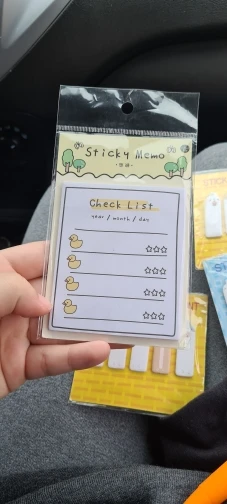 Sticky Memo
Check List
year / month / day